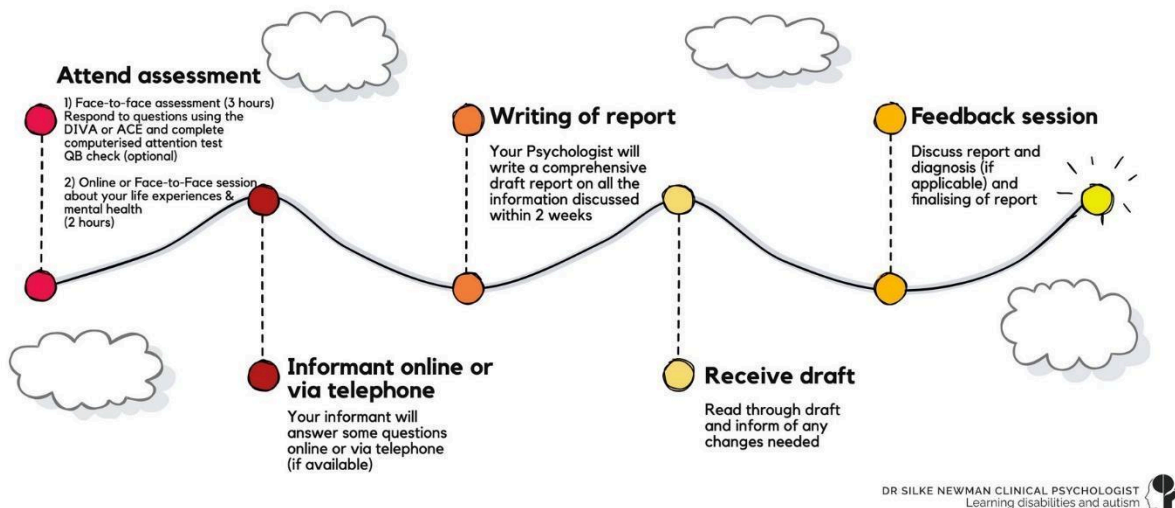 Attend assessment
1) Face-to-face assessment (3 hours)
Respond to questions using the
DIVA or ACE and complete
computerised attention test
QB check (optional)
2) Online or Face-to-Face session
about your life experiences &
mental health
(2 hours)
Informant online or
via telephone
Your informant will
answer some questions
online or via telephone
(if available)
Writing of report
Your Psychologist will
write a comprehensive
draft report on all the
information discussed
within 2 weeks
Receive draft
Read through draft
and inform of any
changes needed
Feedback session
Discuss report and
diagnosis (if
applicable) and
finalising of report
DR SILKE NEWMAN CLINICAL PSYCHOLOGIST
Learning disabilities and autism